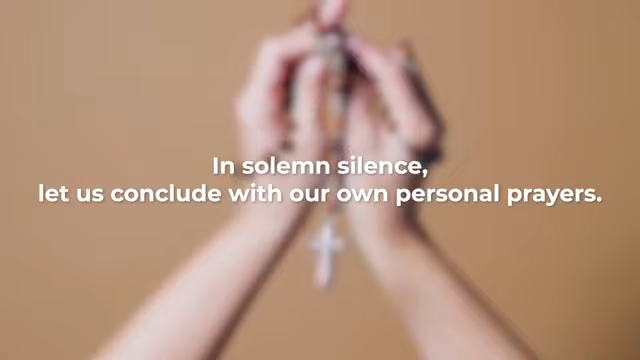 In solemn silence,
let us conclude with our own personal prayers.